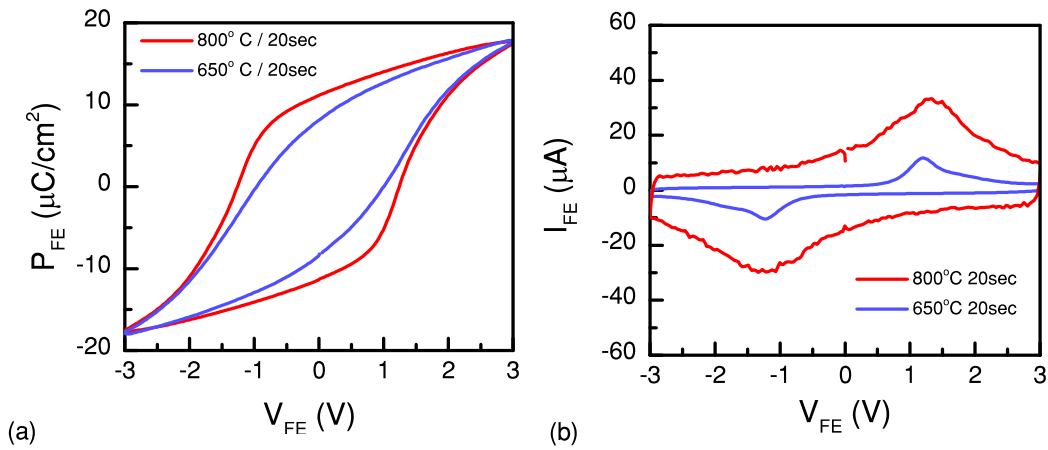 20
10
0
-10
-20
P_FE (μC/cm²)
800° C / 20sec
650° C / 20sec
-3 -2 -1 0 1 2 3
V_FE (V)
(a)
60
40
20
0
-20
-40
-60
I_FE (μA)
800°C 20sec
650°C 20sec
-3 -2 -1 0 1 2 3
V_FE (V)
(b)